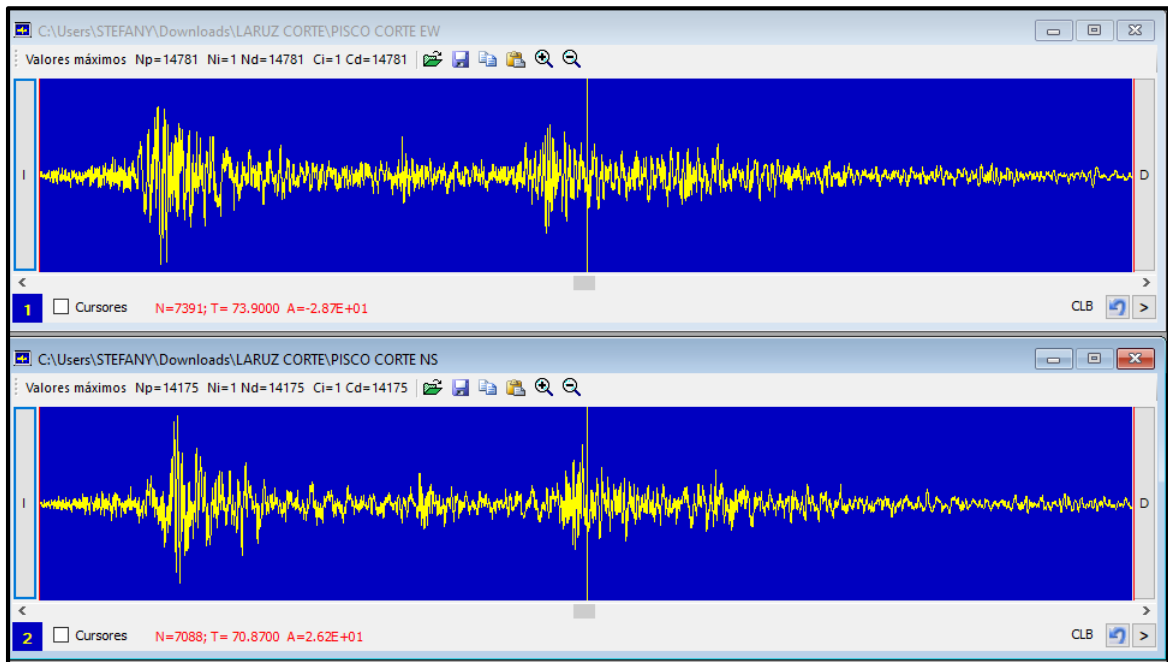 C:\Users\STEFANY\Downloads\LARUZ CORTE\PISCO CORTE EW
Valores máximos Np=14781 Ni=1 Nd=14781 Ci=1 Cd=14781
I
D
1 Cursores N=7391; T= 73.9000 A=-2.87E+01 CLB >
C:\Users\STEFANY\Downloads\LARUZ CORTE\PISCO CORTE NS
Valores máximos Np=14175 Ni=1 Nd=14175 Ci=1 Cd=14175
I
D
2 Cursores N=7088; T= 70.8700 A=2.62E+01 CLB >